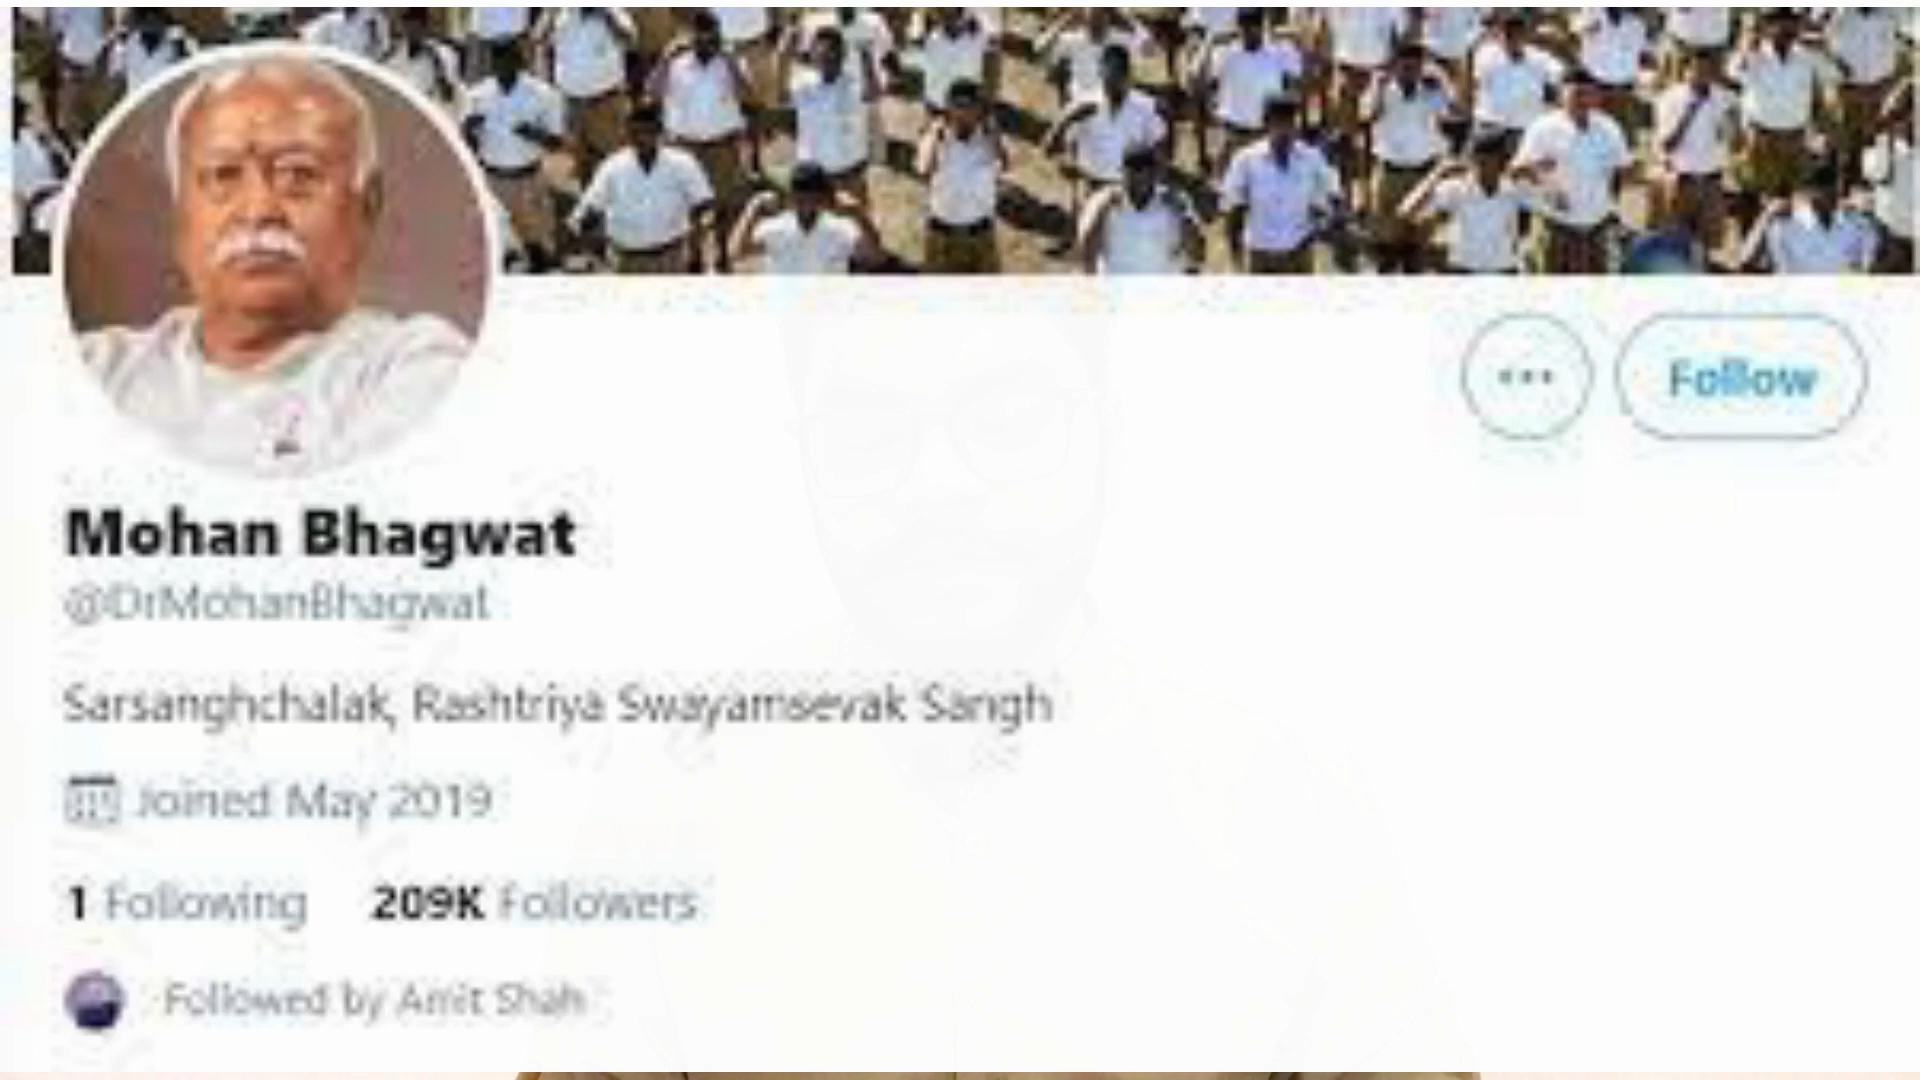 Follow
Mohan Bhagwat
@DrMohanBhagwat
Sarsanghchalak, Rashtriya Swayamsevak Sangh
Joined May 2019
1 Following 209K Followers
Followed by Amit Shah